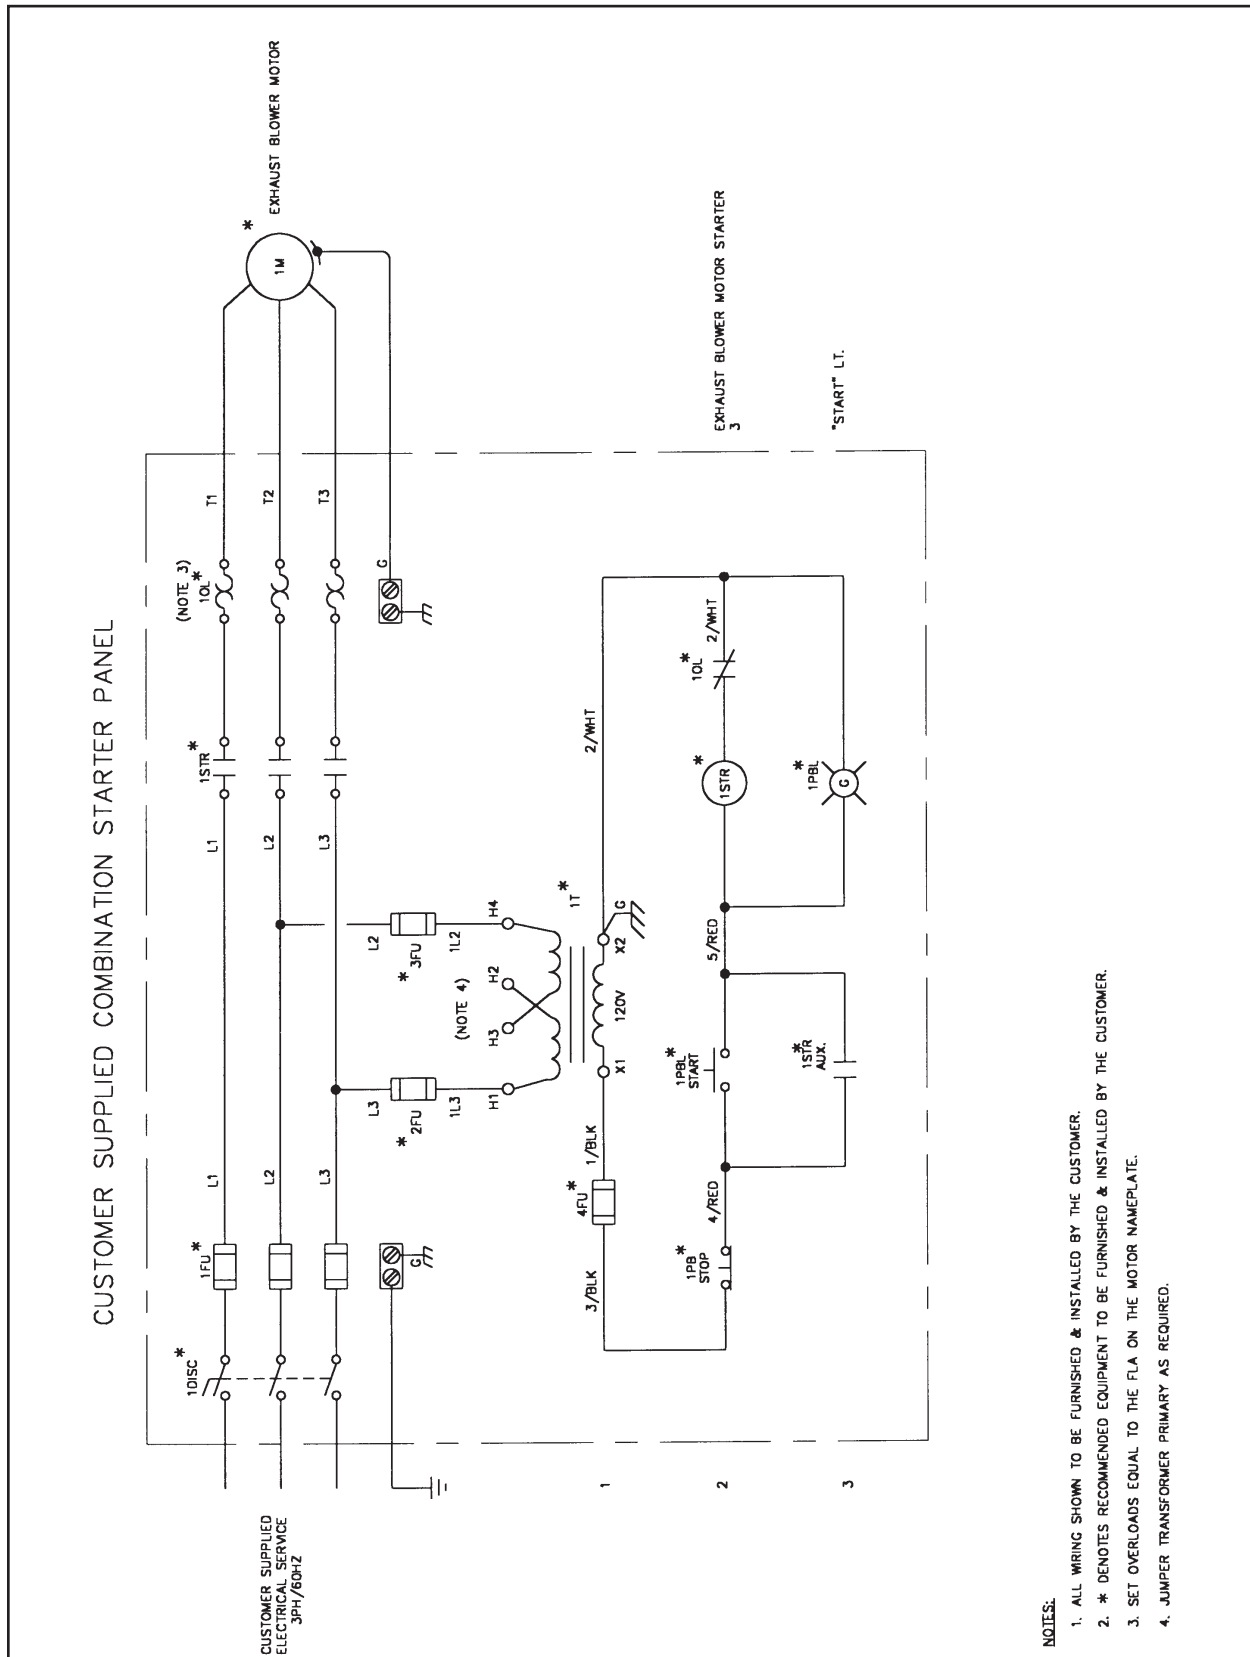 CUSTOMER SUPPLIED COMBINATION STARTER PANEL
CUSTOMER SUPPLIED
ELECTRICAL SERVICE
3PH/60HZ
1DISC*
1FU*
L1
L1
1STR*
(NOTE 3)
1OL*
T1
L2
L2
T2
L3
L3
T3
*
1M
EXHAUST BLOWER MOTOR
G
G
L3
L2
* 2FU
* 3FU
1L3
1L2
(NOTE 4)
H1
H3
H2
H4
1T*
1
3/BLK
4FU*
1/BLK
X1
120V
X2
G
2/WHT
2
1PB*
STOP
4/RED
1PBL*
START
5/RED
*
1STR
1OL*
2/WHT
EXHAUST BLOWER MOTOR STARTER
3
3
1STR*
AUX.
1PBL*
G
"START" LT.
NOTES:
1. ALL WIRING SHOWN TO BE FURNISHED & INSTALLED BY THE CUSTOMER.
2. * DENOTES RECOMMENDED EQUIPMENT TO BE FURNISHED & INSTALLED BY THE CUSTOMER.
3. SET OVERLOADS EQUAL TO THE FLA ON THE MOTOR NAMEPLATE.
4. JUMPER TRANSFORMER PRIMARY AS REQUIRED.